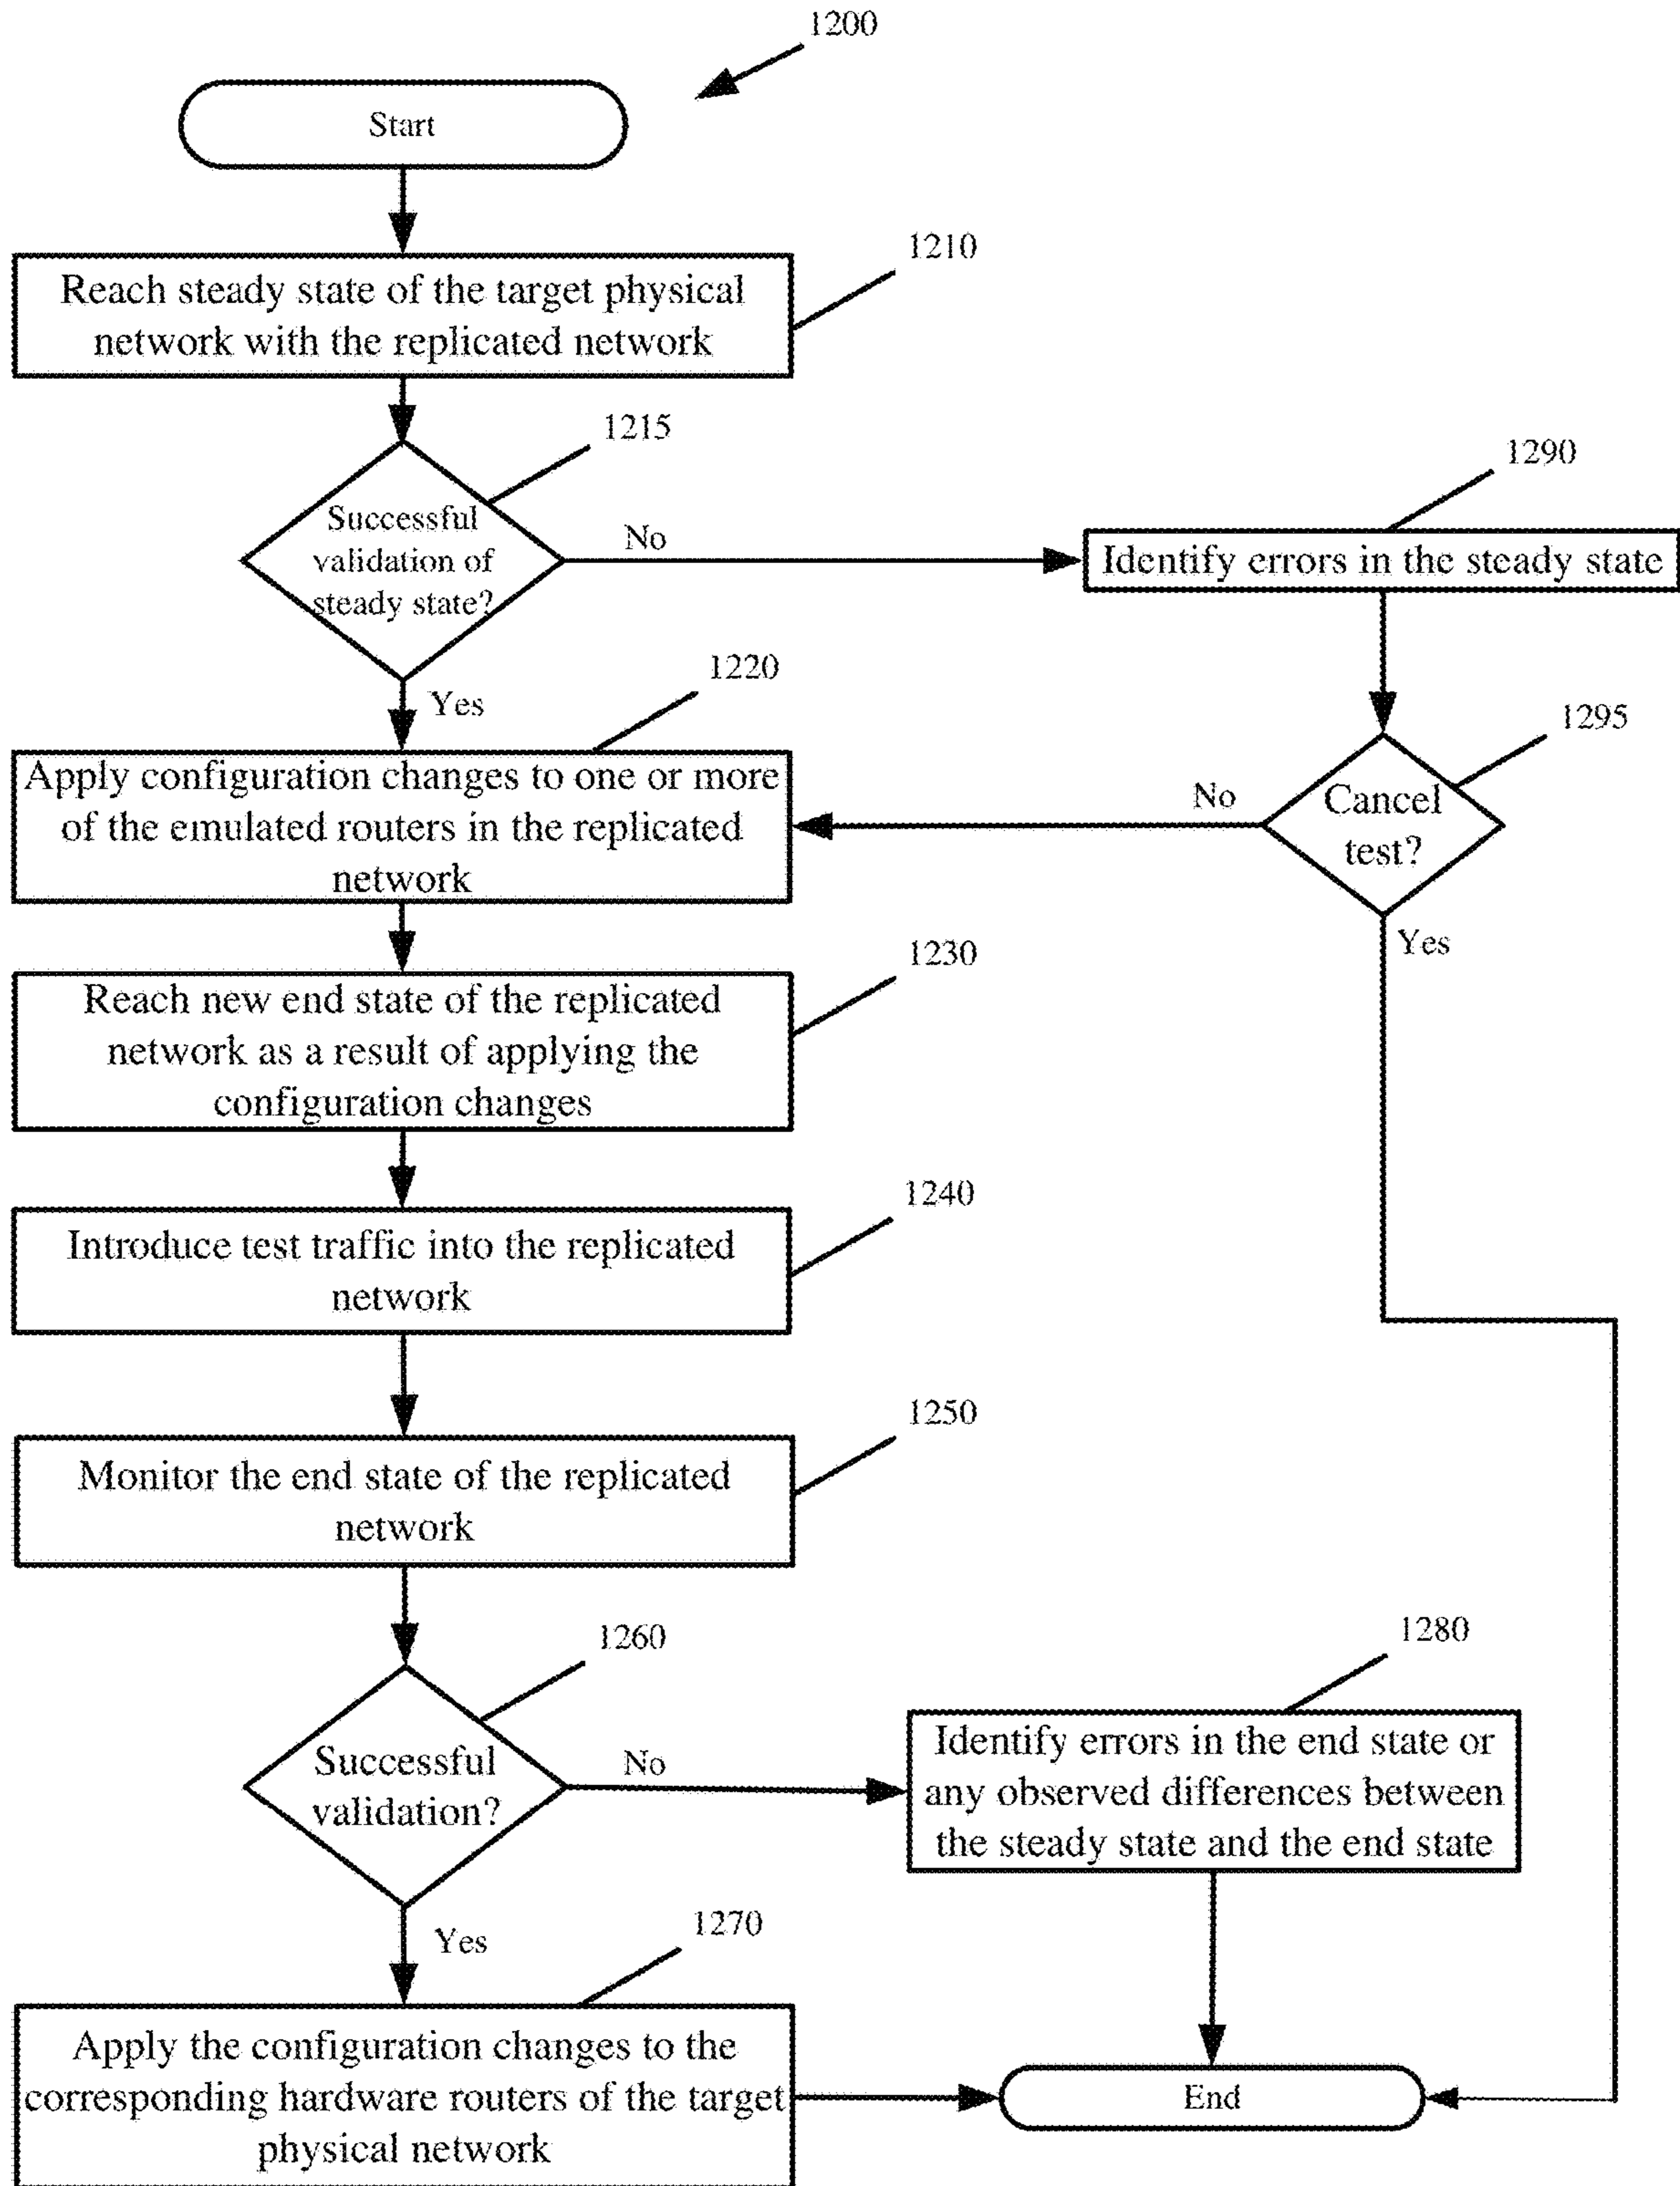 1200
Start
1210
Reach steady state of the target physical
network with the replicated network
1215
Successful
validation of
steady state?
No
1290
Identify errors in the steady state
Yes
1220
1295
Apply configuration changes to one or more
of the emulated routers in the replicated
network
No
Cancel
test?
Yes
1230
Reach new end state of the replicated
network as a result of applying the
configuration changes
1240
Introduce test traffic into the replicated
network
1250
Monitor the end state of the replicated
network
1260
Successful
validation?
No
1280
Identify errors in the end state or
any observed differences between
the steady state and the end state
Yes
1270
Apply the configuration changes to the
corresponding hardware routers of the target
physical network
End